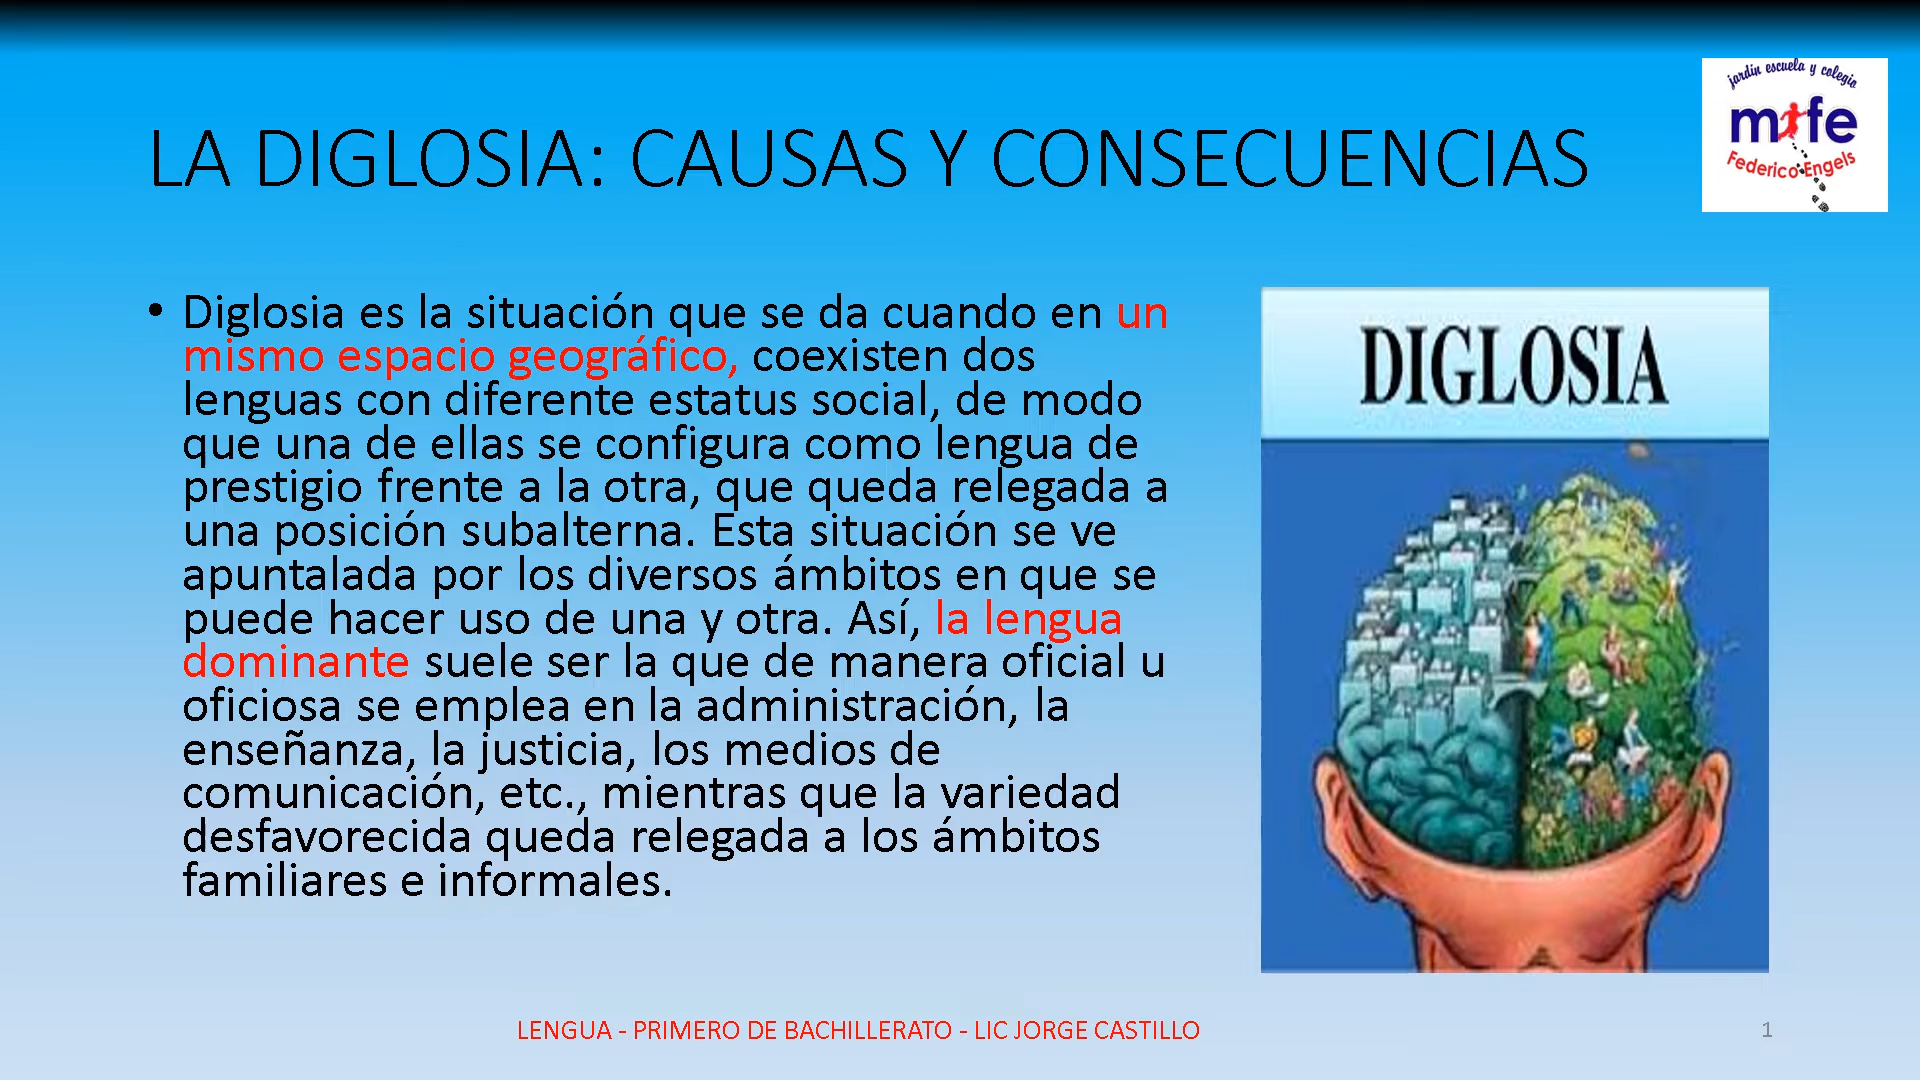 jardín escuela y colegio
mife
Federico Engels
LA DIGLOSIA: CAUSAS Y CONSECUENCIAS
• Diglosia es la situación que se da cuando en un
mismo espacio geográfico, coexisten dos
lenguas con diferente estatus social, de modo
que una de ellas se configura como lengua de
prestigio frente a la otra, que queda relegada a
una posición subalterna. Esta situación se ve
apuntalada por los diversos ámbitos en que se
puede hacer uso de una y otra. Así, la lengua
dominante suele ser la que de manera oficial u
oficiosa se emplea en la administración, la
enseñanza, la justicia, los medios de
comunicación, etc., mientras que la variedad
desfavorecida queda relegada a los ámbitos
familiares e informales.
DIGLOSIA
LENGUA - PRIMERO DE BACHILLERATO - LIC JORGE CASTILLO
1